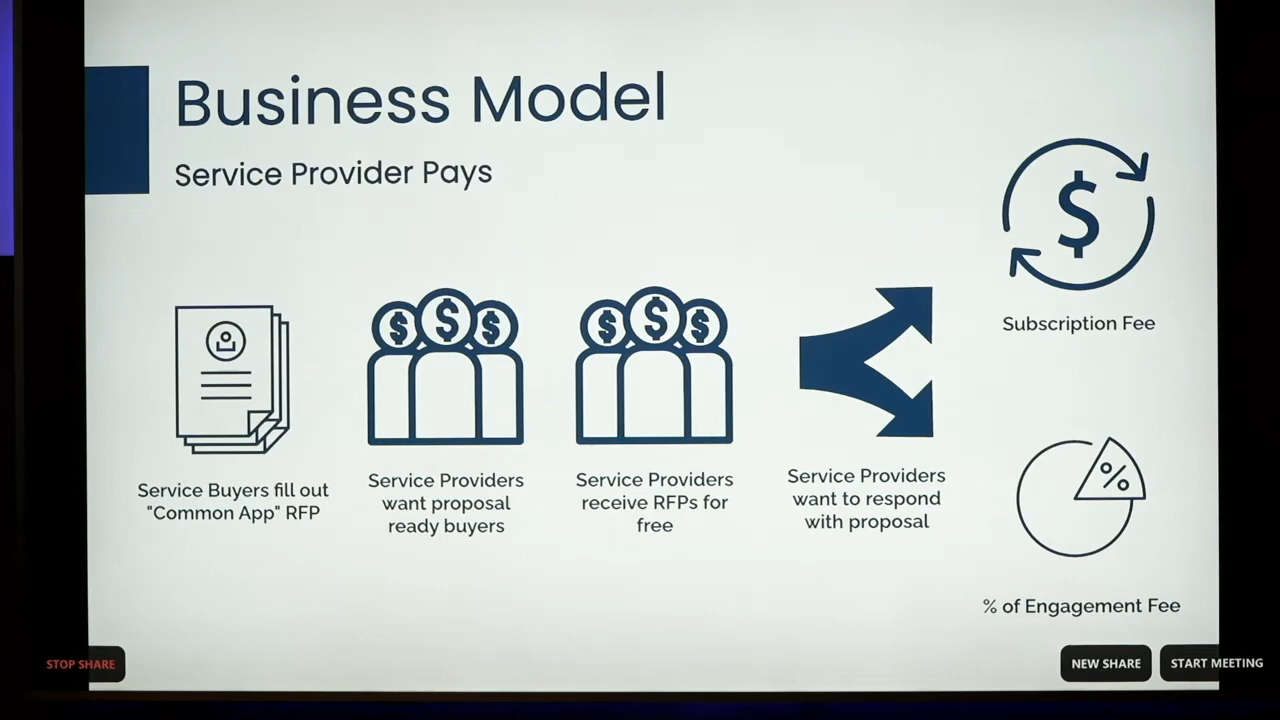 Business Model
Service Provider Pays
$
Subscription Fee
$ $ $
$ $ $
Service Buyers fill out
"Common App" RFP
Service Providers
want proposal
ready buyers
Service Providers
receive RFPs for
free
Service Providers
want to respond
with proposal
%
% of Engagement Fee
STOP SHARE
NEW SHARE
START MEETING